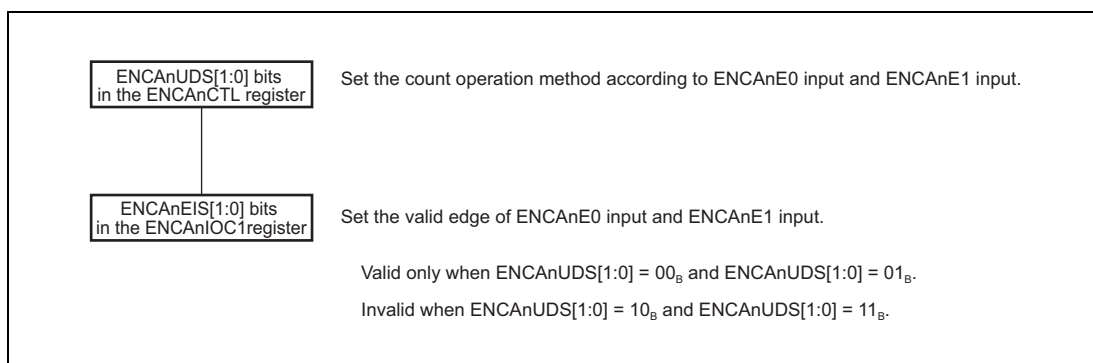 ENCAnUDS[1:0] bits
in the ENCAnCTL register
Set the count operation method according to ENCAnE0 input and ENCAnE1 input.
ENCAnEIS[1:0] bits
in the ENCAnIOC1register
Set the valid edge of ENCAnE0 input and ENCAnE1 input.
Valid only when ENCAnUDS[1:0] = 00B and ENCAnUDS[1:0] = 01B.
Invalid when ENCAnUDS[1:0] = 10B and ENCAnUDS[1:0] = 11B.